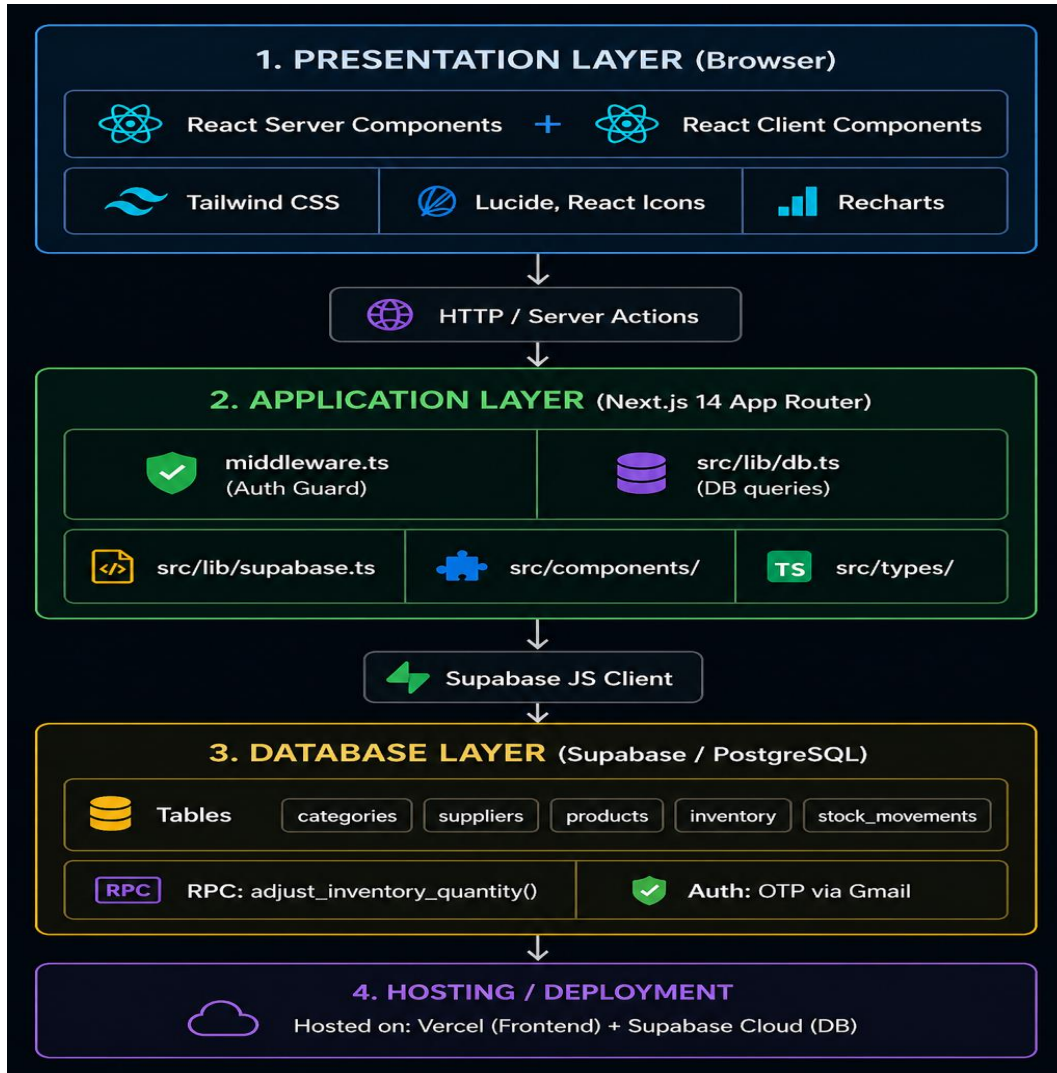 1. PRESENTATION LAYER (Browser)
React Server Components + React Client Components
Tailwind CSS
Lucide, React Icons
Recharts
HTTP / Server Actions
2. APPLICATION LAYER (Next.js 14 App Router)
middleware.ts
(Auth Guard)
src/lib/db.ts
(DB queries)
src/lib/supabase.ts
src/components/
TS src/types/
Supabase JS Client
3. DATABASE LAYER (Supabase / PostgreSQL)
Tables categories suppliers products inventory stock_movements
RPC RPC: adjust_inventory_quantity()
Auth: OTP via Gmail
4. HOSTING / DEPLOYMENT
Hosted on: Vercel (Frontend) + Supabase Cloud (DB)